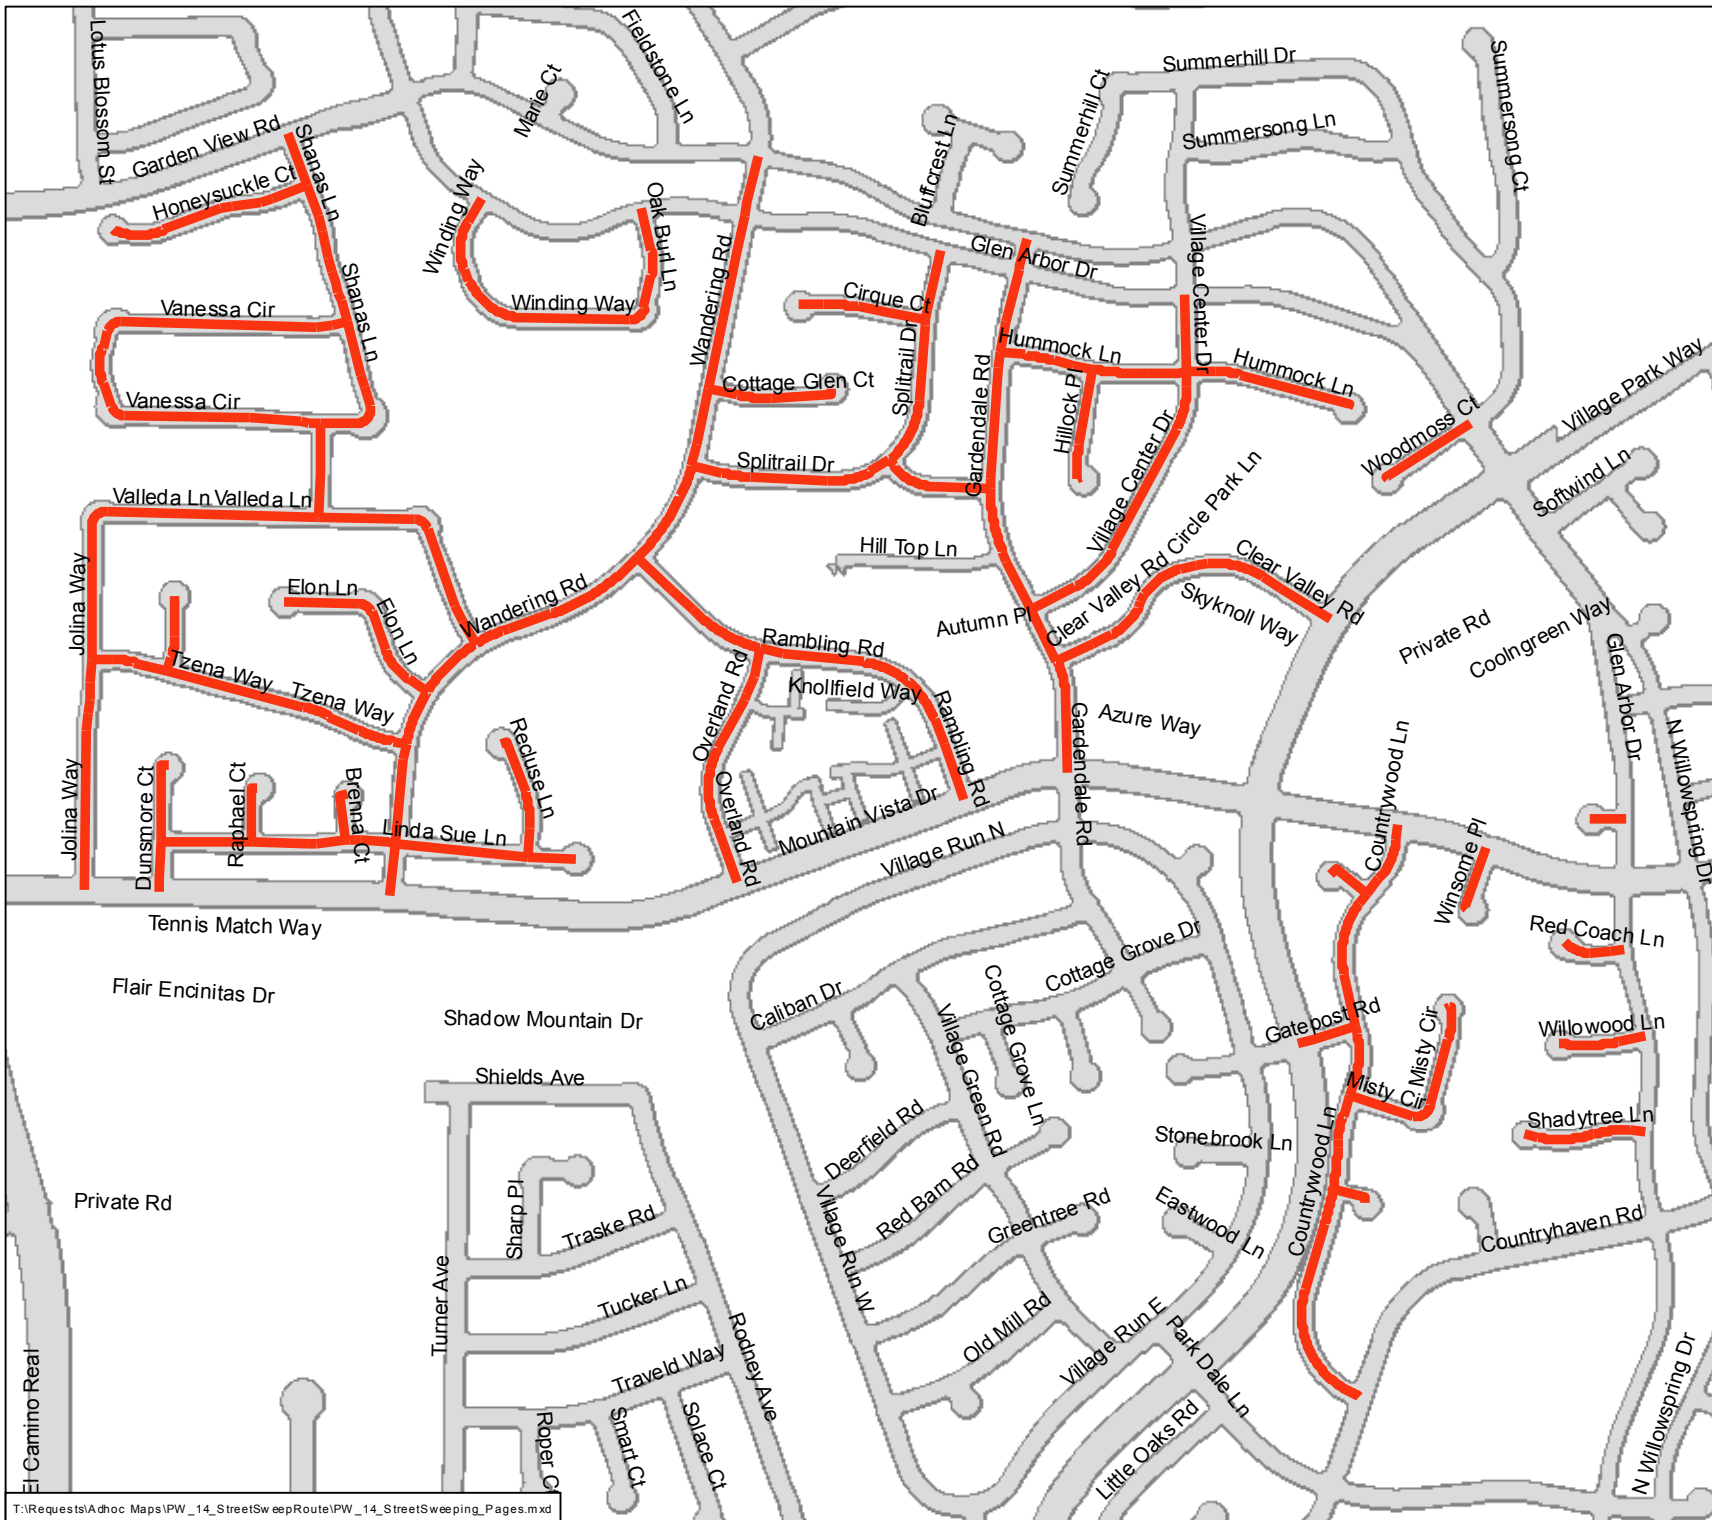 Lotus Blossom St
Fieldstone Ln
Marie Ct
Summerhill Dr
Summersong Ct
Summerhill Ct
Summersong Ln
Garden View Rd
Shanas Ln
Honeysuckle Ct
Winding Way
Oak Burl Ln
Bluffcrest Ln
Glen Arbor Dr
Village Center Dr
Wandering Rd
Shanas Ln
Vanessa Cir
Winding Way
Cirque Ct
Splitrail Dr
Hummock Ln
Hummock Ln
Village Park Way
Cottage Glen Ct
Gardendale Rd
Hillock Pl
Vanessa Cir
Woodmoss Ct
Village Center Dr
Splitrail Dr
Softwind Ln
Valleda Ln
Valleda Ln
Circle Park Ln
Hill Top Ln
Clear Valley Rd
Clear Valley Rd
Jolina Way
Elon Ln
Elon Ln
Wandering Rd
Skyknoll Way
Autumn Pl
Private Rd
Coolngreen Way
Rambling Rd
Glen Arbor Dr
Tzena Way
Tzena Way
Overland Rd
Knollfield Way
Rambling Rd
Gardendale Rd
Azure Way
Countrywood Ln
N Willowspring Dr
Recluse Ln
Jolina Way
Dunsmore Ct
Raphael Ct
Brenna Ct
Linda Sue Ln
Overland Rd
Mountain Vista Dr
Village Run N
Winsome Pl
Tennis Match Way
Red Coach Ln
Cottage Grove Dr
Flair Encinitas Dr
Caliban Dr
Cottage Grove Ln
Shadow Mountain Dr
Village Green Rd
Gatepost Rd
Misty Cir
Willowood Ln
Shields Ave
Misty Cir
Deerfield Rd
Shadytree Ln
Stonebrook Ln
Countrywood Ln
Private Rd
Sharp Pl
Red Barn Rd
Eastwood Ln
Traske Rd
Greentree Rd
Village Run W
Countryhaven Rd
Turner Ave
Tucker Ln
Old Mill Rd
Village Run E
Park Dale Ln
Rodney Ave
Traveld Way
El Camino Real
Roper C
Smart Ct
Solace Ct
Little Oaks Rd
N Willowspring Dr
T:\Requests\Adhoc Maps\PW_14_StreetSweepRoute\PW_14_StreetSweeping_Pages.mxd